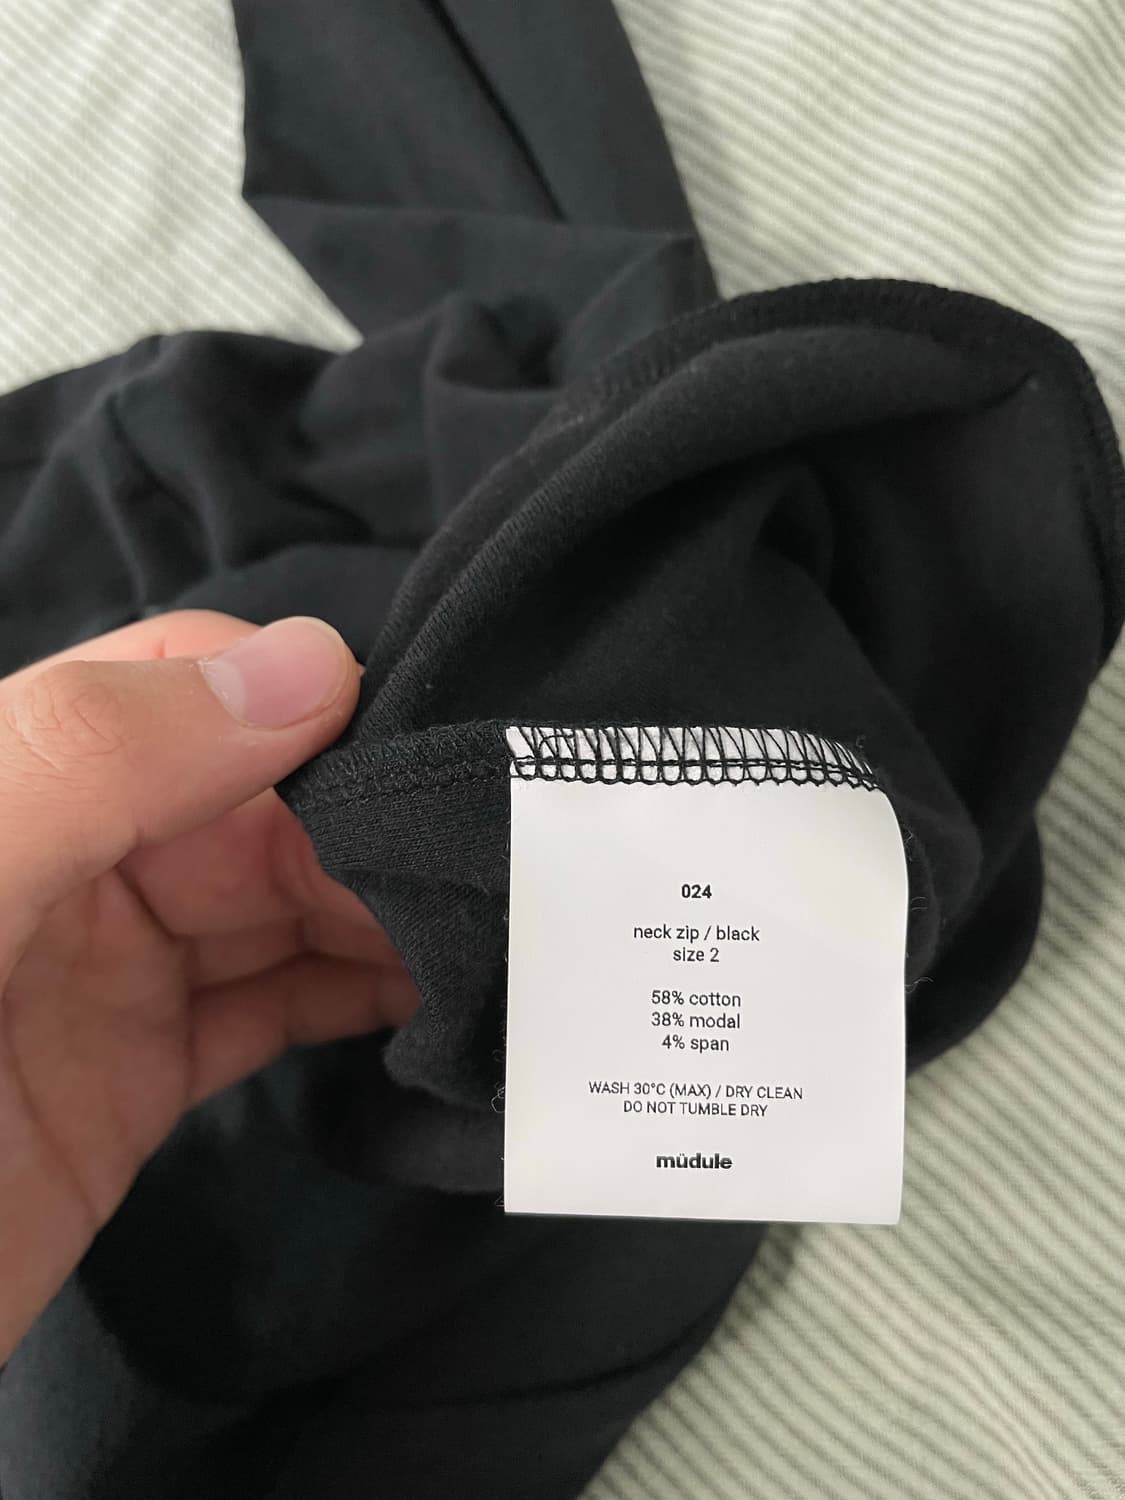 024
neck zip / black
size 2
58% cotton
38% modal
4% span
WASH 30°C (MAX) / DRY CLEAN
DO NOT TUMBLE DRY
müdule